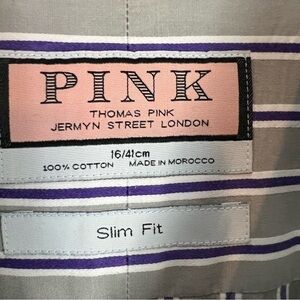 PINK
THOMAS PINK
JERMYN STREET LONDON
16/41cm
100% COTTON MADE IN MOROCCO
Slim Fit